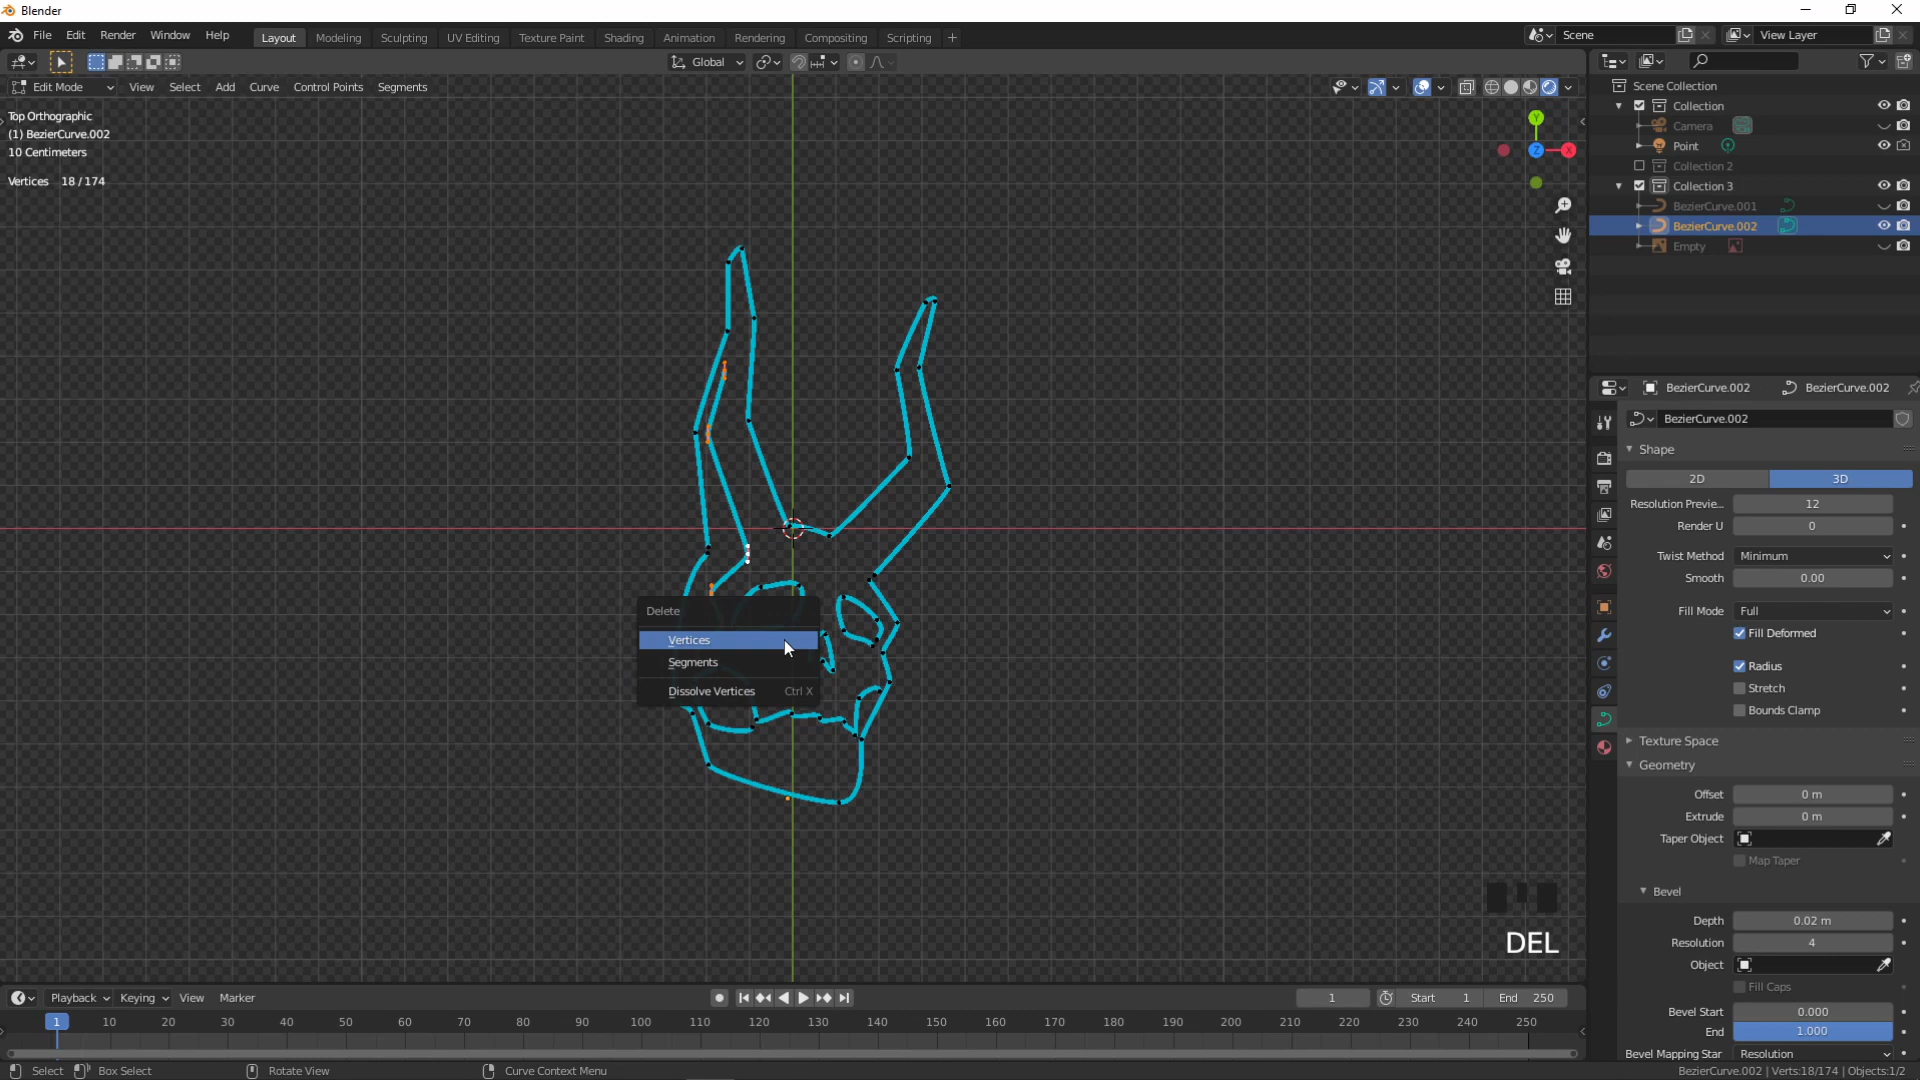 Blender
File Edit Render Window Help Layout Modeling Sculpting UV Editing Texture Paint Shading Animation Rendering Compositing Scripting + Scene View Layer
Global
Edit Mode View Select Add Curve Control Points Segments
Top Orthographic
(1) BezierCurve.002
10 Centimeters
Vertices 18/174
Y
Z
X
Scene Collection
Collection
Camera
Point
Collection 2
Collection 3
BezierCurve.001
BezierCurve.002
Empty
BezierCurve.002 BezierCurve.002
BezierCurve.002
Shape
2D 3D
Resolution Previe... 12
Render U 0
Twist Method Minimum
Smooth 0.00
Fill Mode Full
Fill Deformed
Radius
Stretch
Bounds Clamp
Texture Space
Geometry
Offset 0 m
Extrude 0 m
Taper Object
Map Taper
Bevel
Depth 0.02 m
Resolution 4
Object
Fill Caps
Bevel Start 0.000
End 1.000
Bevel Mapping Star Resolution
Delete
Vertices
Segments
Dissolve Vertices Ctrl X
DEL
Playback Keying View Marker 1 Start 1 End 250
1 10 20 30 40 50 60 70 80 90 100 110 120 130 140 150 160 170 180 190 200 210 220 230 240 250
Select Box Select Rotate View Curve Context Menu BezierCurve.002 | Verts:18/174 | Objects:1/2